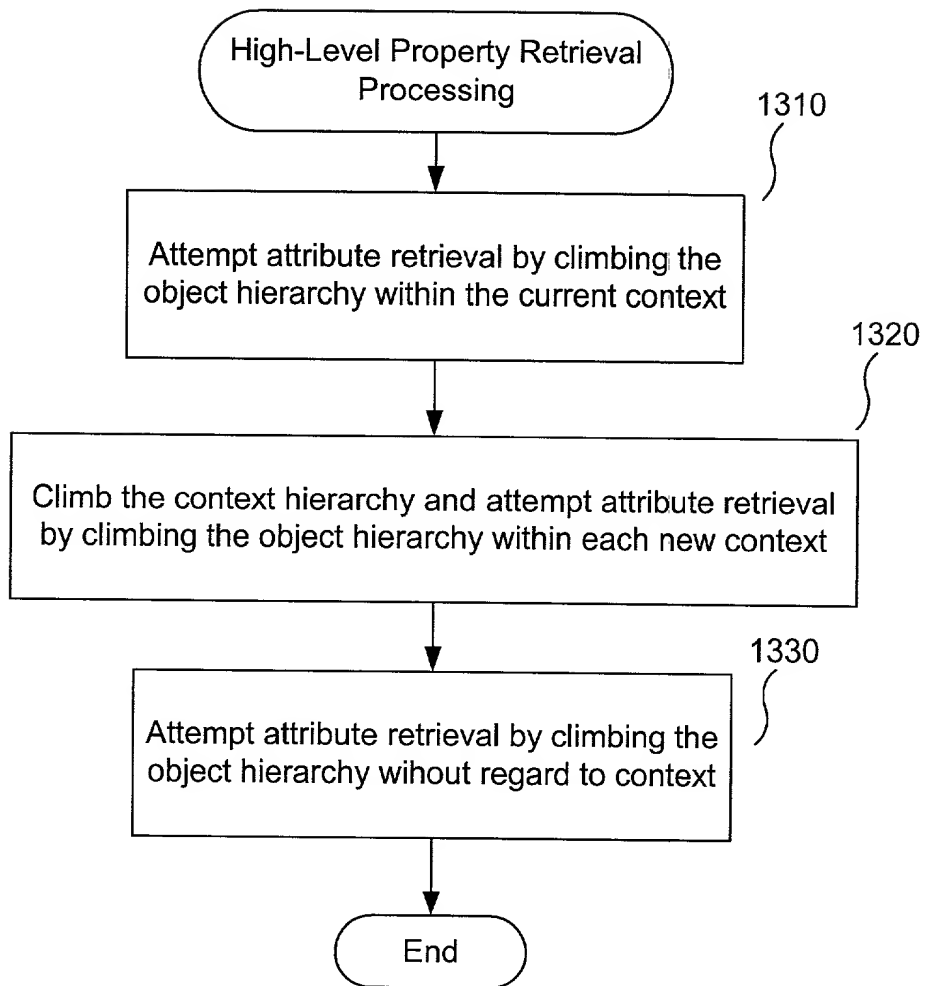 High-Level Property Retrieval
Processing
1310
Attempt attribute retrieval by climbing the
object hierarchy within the current context
1320
Climb the context hierarchy and attempt attribute retrieval
by climbing the object hierarchy within each new context
1330
Attempt attribute retrieval by climbing the
object hierarchy wihout regard to context
End